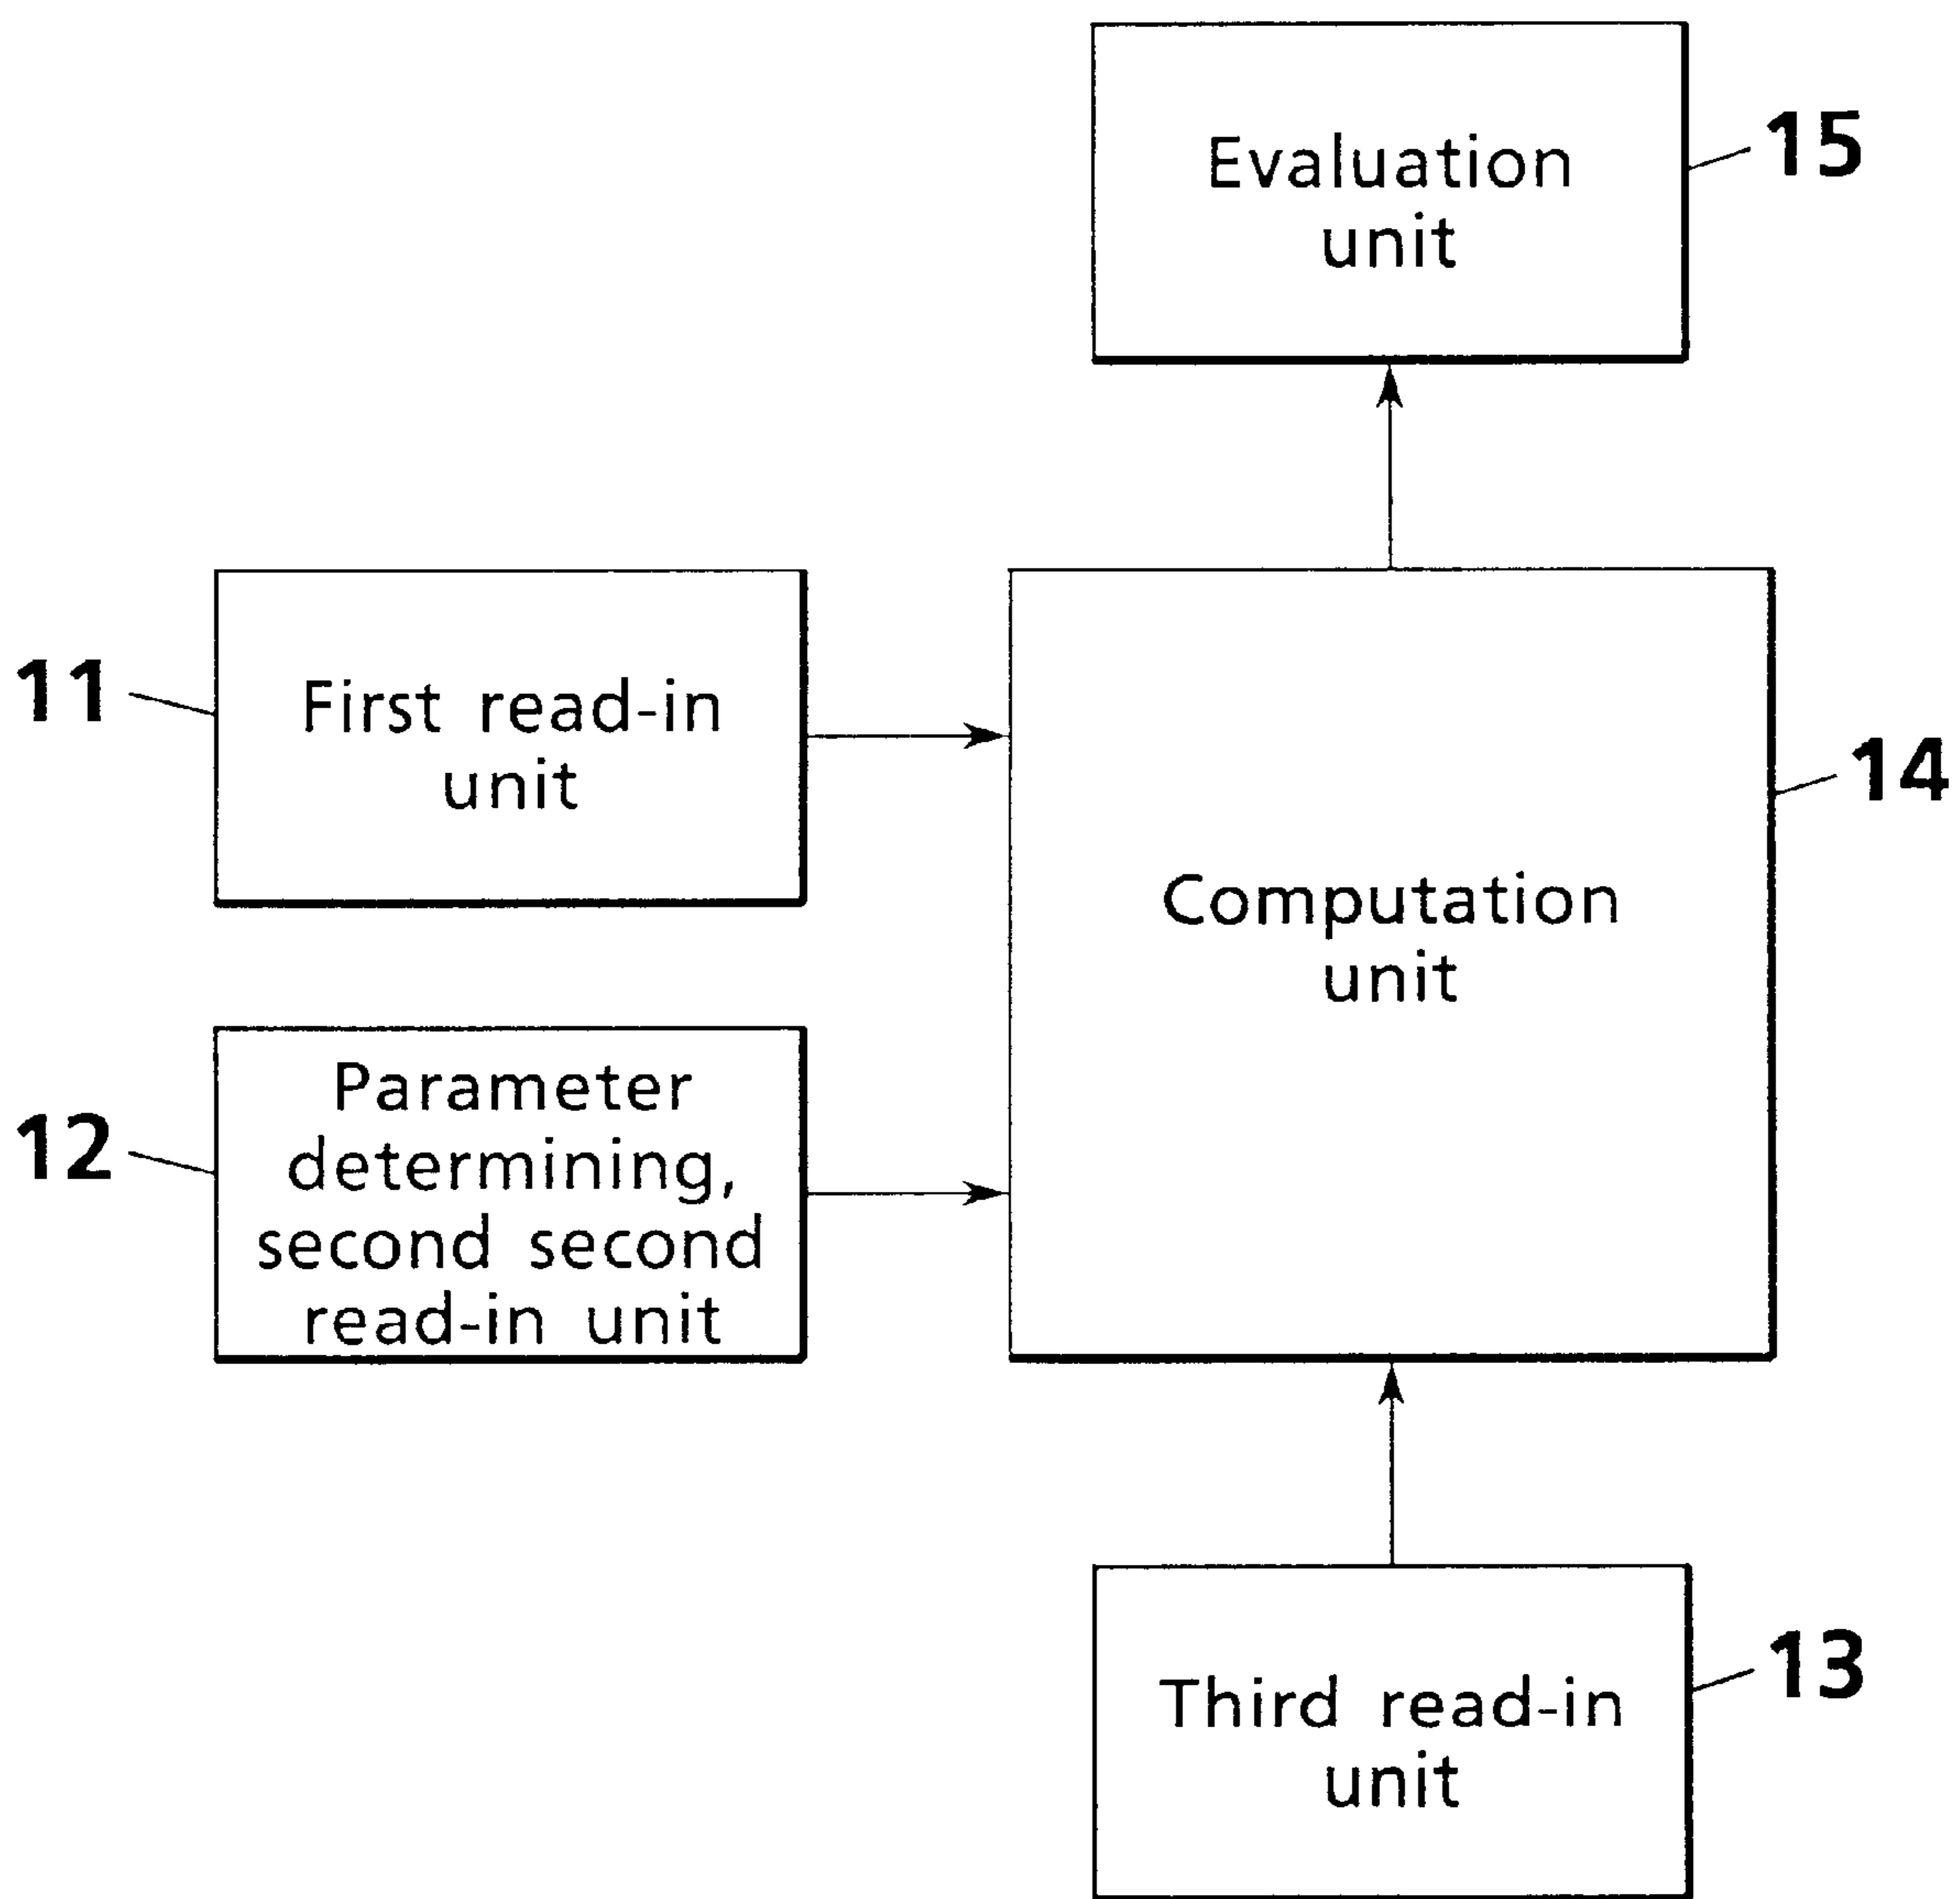 Evaluation
unit
15
11
First read-in
unit
14
Computation
unit
12
Parameter
determining,
second second
read-in unit
13
Third read-in
unit